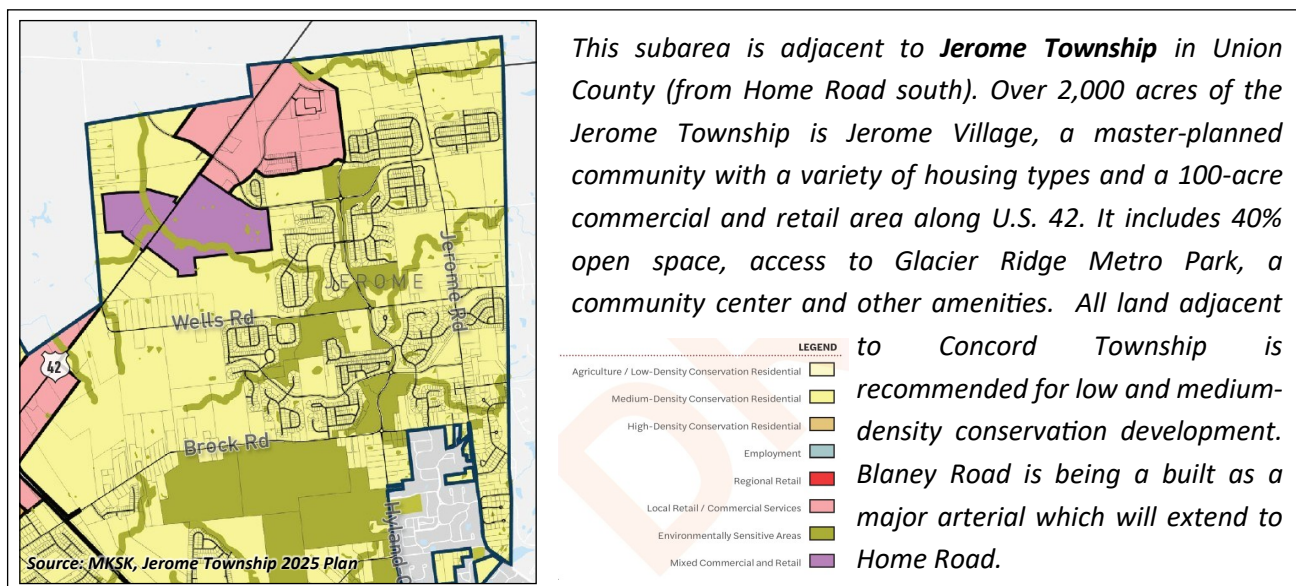 This subarea is adjacent to Jerome Township in Union
County (from Home Road south). Over 2,000 acres of the
Jerome Township is Jerome Village, a master-planned
community with a variety of housing types and a 100-acre
commercial and retail area along U.S. 42. It includes 40%
open space, access to Glacier Ridge Metro Park, a
community center and other amenities. All land adjacent
to Concord Township is
recommended for low and medium-
density conservation development.
Blaney Road is being a built as a
major arterial which will extend to
Home Road.
LEGEND
Agriculture / Low-Density Conservation Residential
Medium-Density Conservation Residential
High-Density Conservation Residential
Employment
Regional Retail
Local Retail / Commercial Services
Environmentally Sensitive Areas
Mixed Commercial and Retail
JEROME
Jerome Rd
Wells Rd
42
Brock Rd
Source: MKSK, Jerome Township 2025 Plan